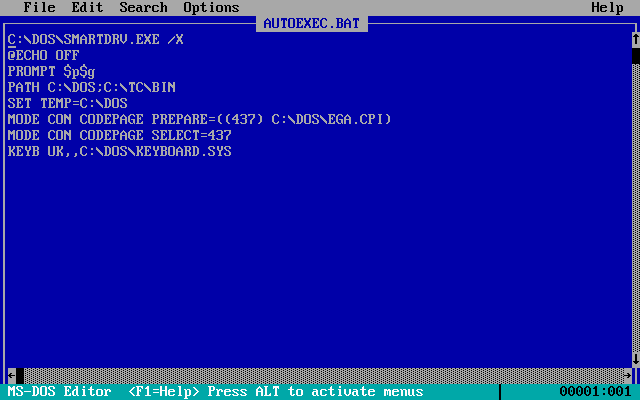 File Edit Search Options Help
AUTOEXEC.BAT
C:\DOS\SMARTDRV.EXE /X
@ECHO OFF
PROMPT $p$g
PATH C:\DOS;C:\TC\BIN
SET TEMP=C:\DOS
MODE CON CODEPAGE PREPARE=((437) C:\DOS\EGA.CPI)
MODE CON CODEPAGE SELECT=437
KEYB UK,,C:\DOS\KEYBOARD.SYS
MS-DOS Editor <F1=Help> Press ALT to activate menus 00001:001